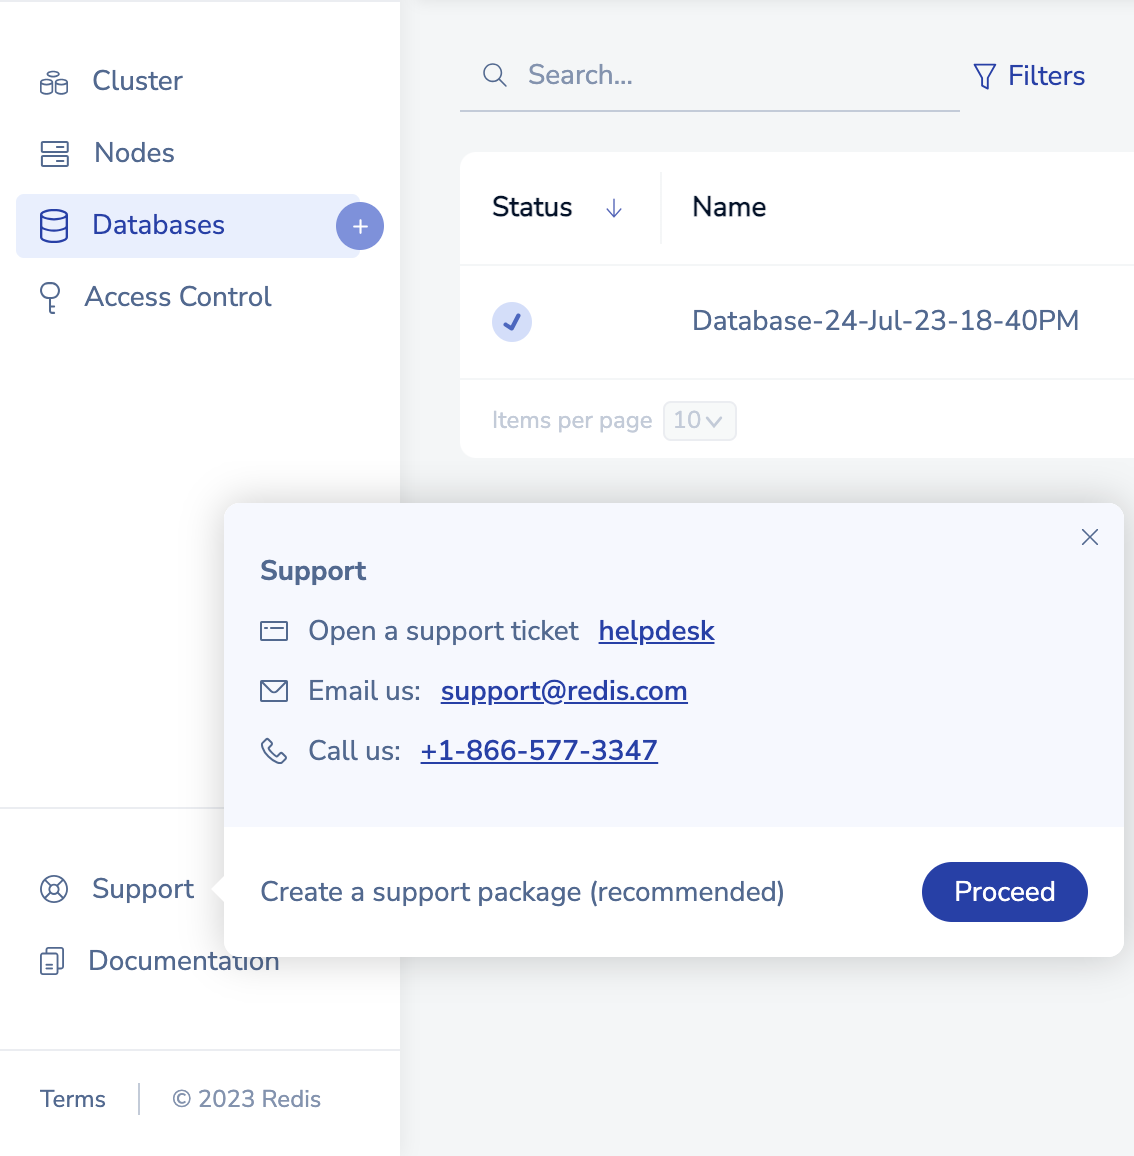 Cluster
Nodes
Databases
Access Control
Search...
Filters
Status
Name
Database-24-Jul-23-18-40PM
Items per page 10
Support
Open a support ticket helpdesk
Email us: support@redis.com
Call us: +1-866-577-3347
Create a support package (recommended)
Proceed
Support
Documentation
Terms
© 2023 Redis